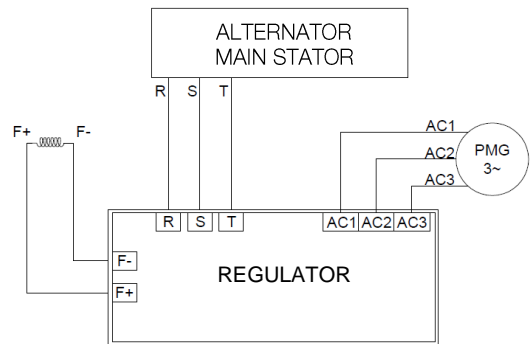 ALTERNATOR
MAIN STATOR
R S T
F+ F-
AC1
AC2
AC3
PMG
3~
R S T AC1 AC2 AC3
F-
F+
REGULATOR